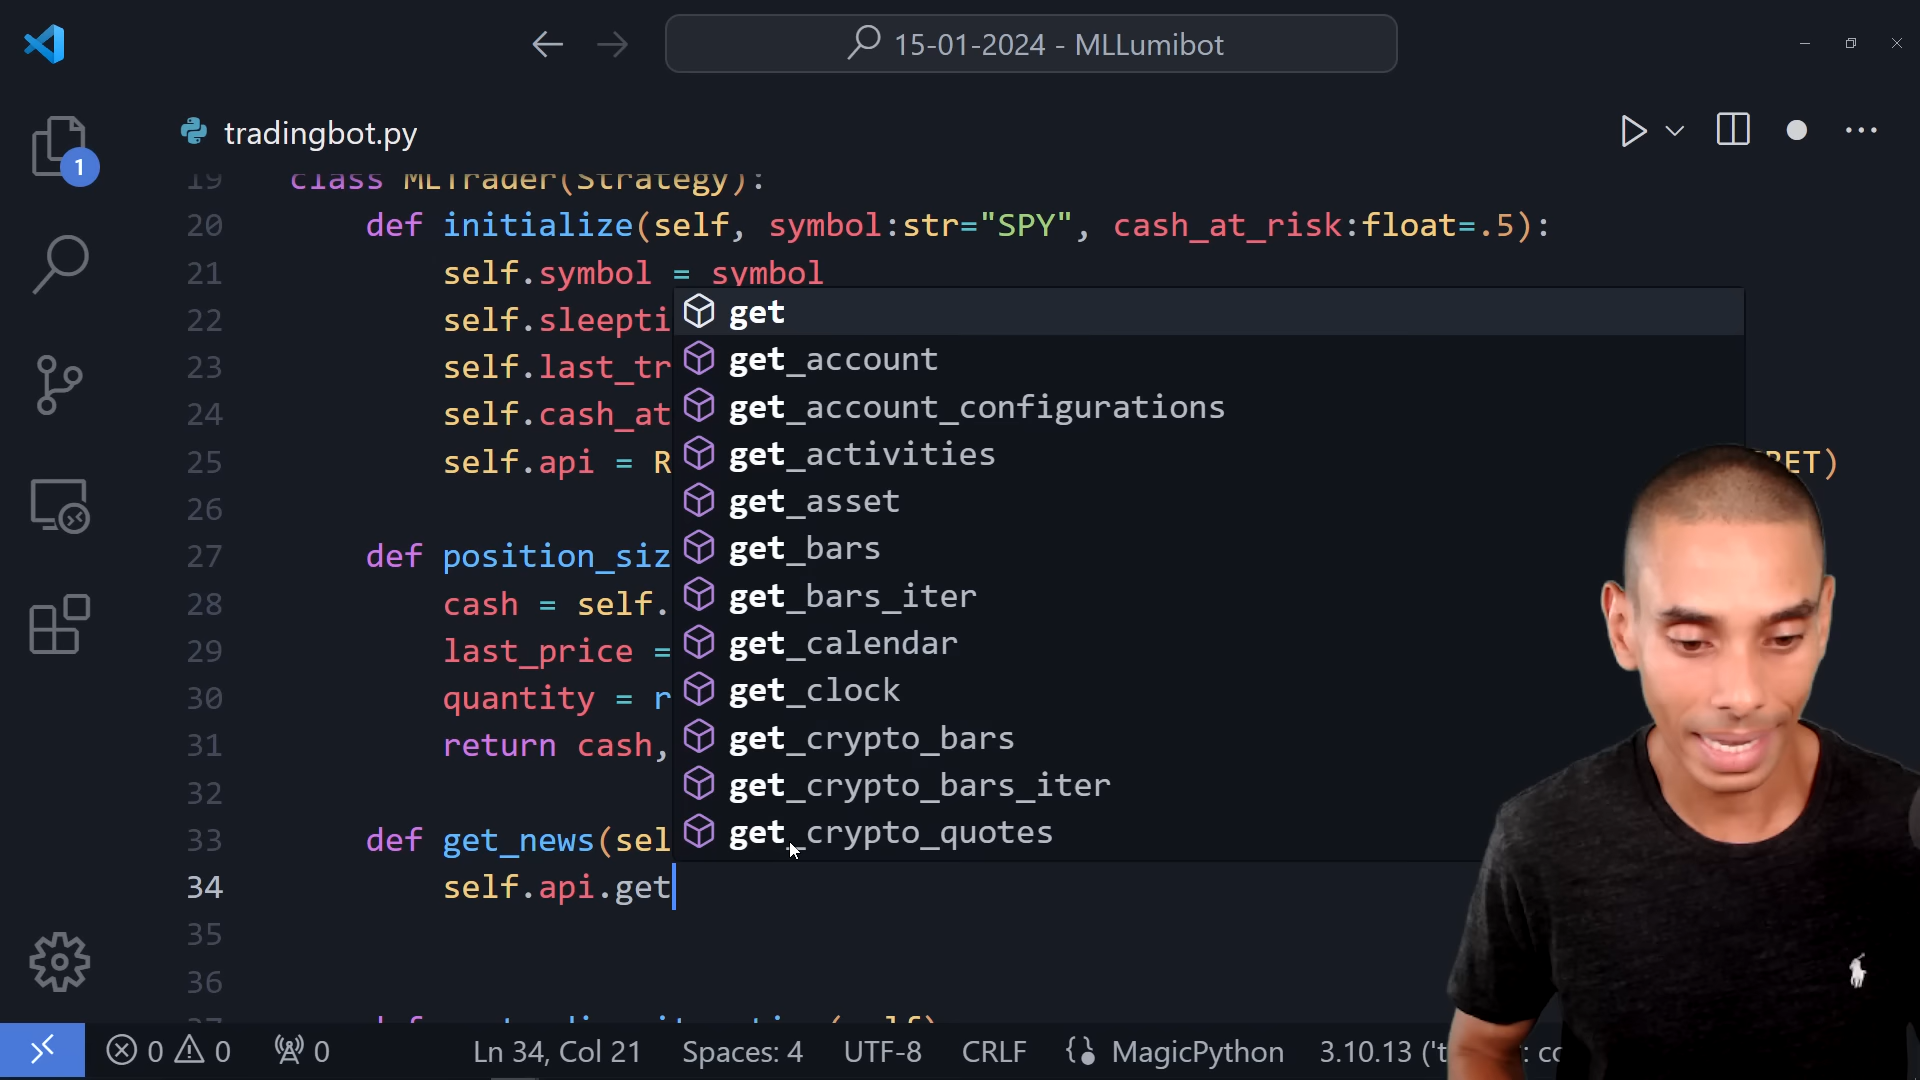 15-01-2024 - MLLumibot
1
tradingbot.py
19 class MLTrader(Strategy):
20 def initialize(self, symbol:str="SPY", cash_at_risk:float=.5):
21 self.symbol = symbol
22 self.sleepti
23 self.last_tr
24 self.cash_at
25 self.api = R RET)
26
27 def position_siz
28 cash = self.
29 last_price =
30 quantity = r
31 return cash,
32
33 def get_news(sel
34 self.api.get
35
36
get
get_account
get_account_configurations
get_activities
get_asset
get_bars
get_bars_iter
get_calendar
get_clock
get_crypto_bars
get_crypto_bars_iter
get_crypto_quotes
0 0 0 Ln 34, Col 21 Spaces: 4 UTF-8 CRLF MagicPython 3.10.13 ('t : co